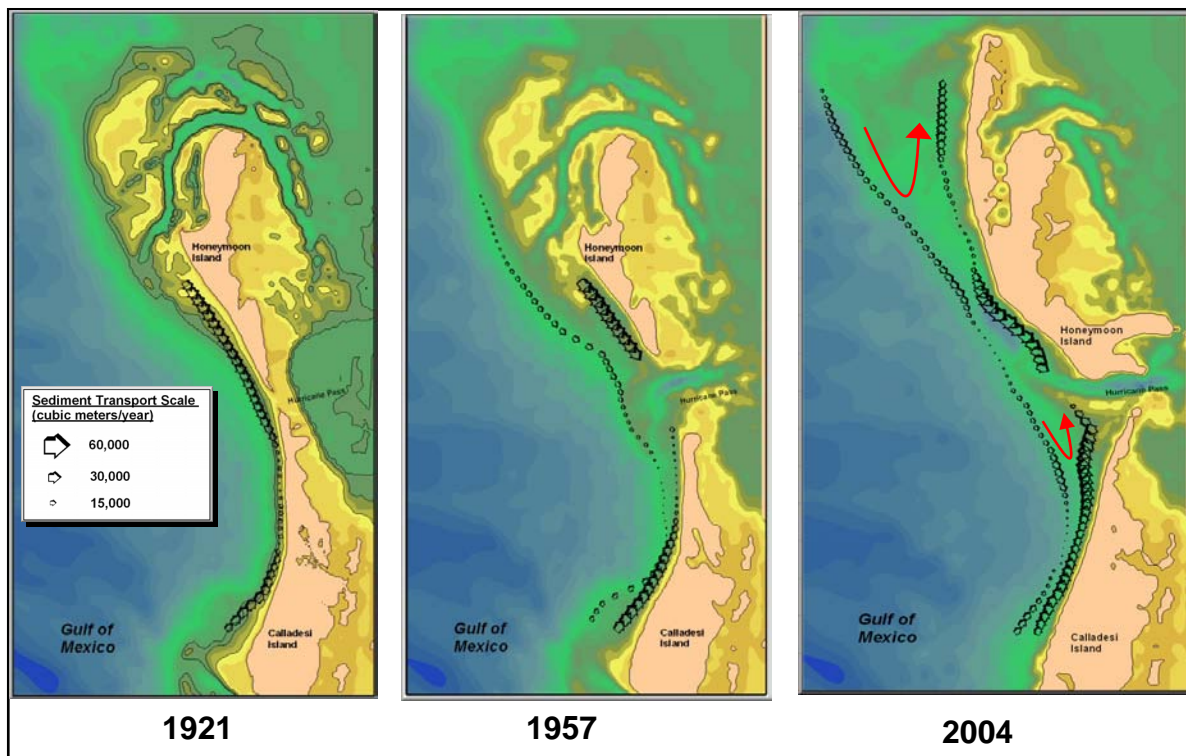 Honeymoon
Island
Hurricane Pass
Sediment Transport Scale
(cubic meters/year)
60,000
30,000
15,000
Gulf of
Mexico
Calladesi
Island
1921
Honeymoon
Island
Hurricane Pass
Gulf of
Mexico
Calladesi
Island
1957
Honeymoon
Island
Hurricane Pass
Gulf of
Mexico
Calladesi
Island
2004